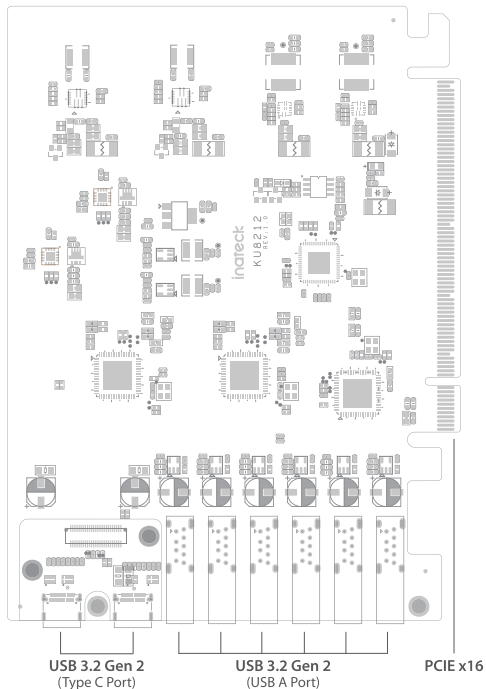 inateck
KU8212
REV:1.0
USB 3.2 Gen 2
(Type C Port)
USB 3.2 Gen 2
(USB A Port)
PCIE x16